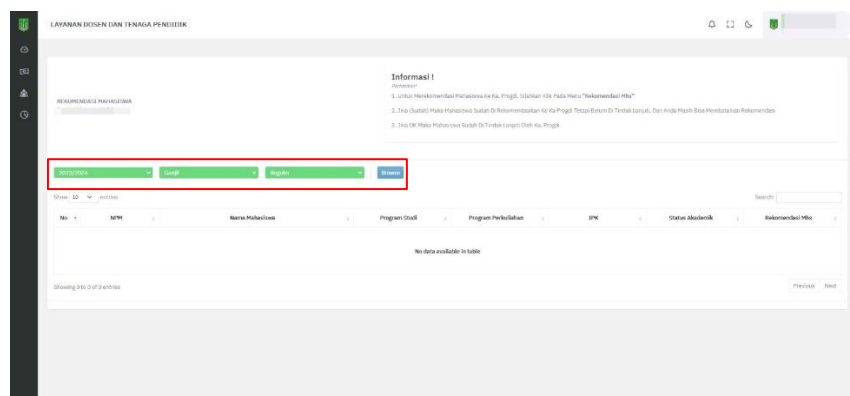 LAYANAN DOSEN DAN TENAGA PENDIDIK
REKOMENDASI MAHASISWA
Informasi !
Perhatian!
1. Untuk Merekomendasi Mahasiswa Ke Ka. Progdi, Silahkan Klik Pada Menu "Rekomendasi Mhs"
2. Jika (Sudah) Maka Mahasiswa Sudah Di Rekomendasikan Ke Ka Progdi Tetapi Belum Di Tindak Lanjuti, Dan Anda Masih Bisa Membatalkan Rekomendasi
3. Jika OK Maka Mahasiswa Sudah Di Tindak Lanjuti Oleh Ka. Progdi
2023/2024 Ganjil Reguler Browse
Show 10 entries Search:
No NPM Nama Mahasiswa Program Studi Program Perkuliahan IPK Status Akademik Rekomendasi Mhs
No data available in table
Showing 0 to 0 of 0 entries Previous Next